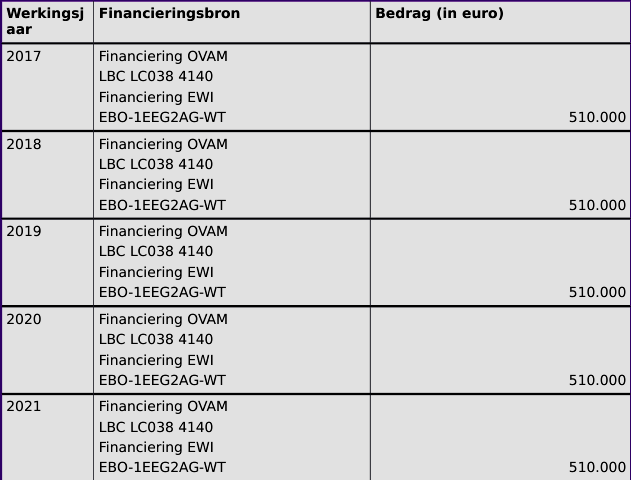 Werkingsj
aar
Financieringsbron
Bedrag (in euro)
2017
Financiering OVAM
LBC LC038 4140
Financiering EWI
EBO-1EEG2AG-WT
510.000
2018
Financiering OVAM
LBC LC038 4140
Financiering EWI
EBO-1EEG2AG-WT
510.000
2019
Financiering OVAM
LBC LC038 4140
Financiering EWI
EBO-1EEG2AG-WT
510.000
2020
Financiering OVAM
LBC LC038 4140
Financiering EWI
EBO-1EEG2AG-WT
510.000
2021
Financiering OVAM
LBC LC038 4140
Financiering EWI
EBO-1EEG2AG-WT
510.000